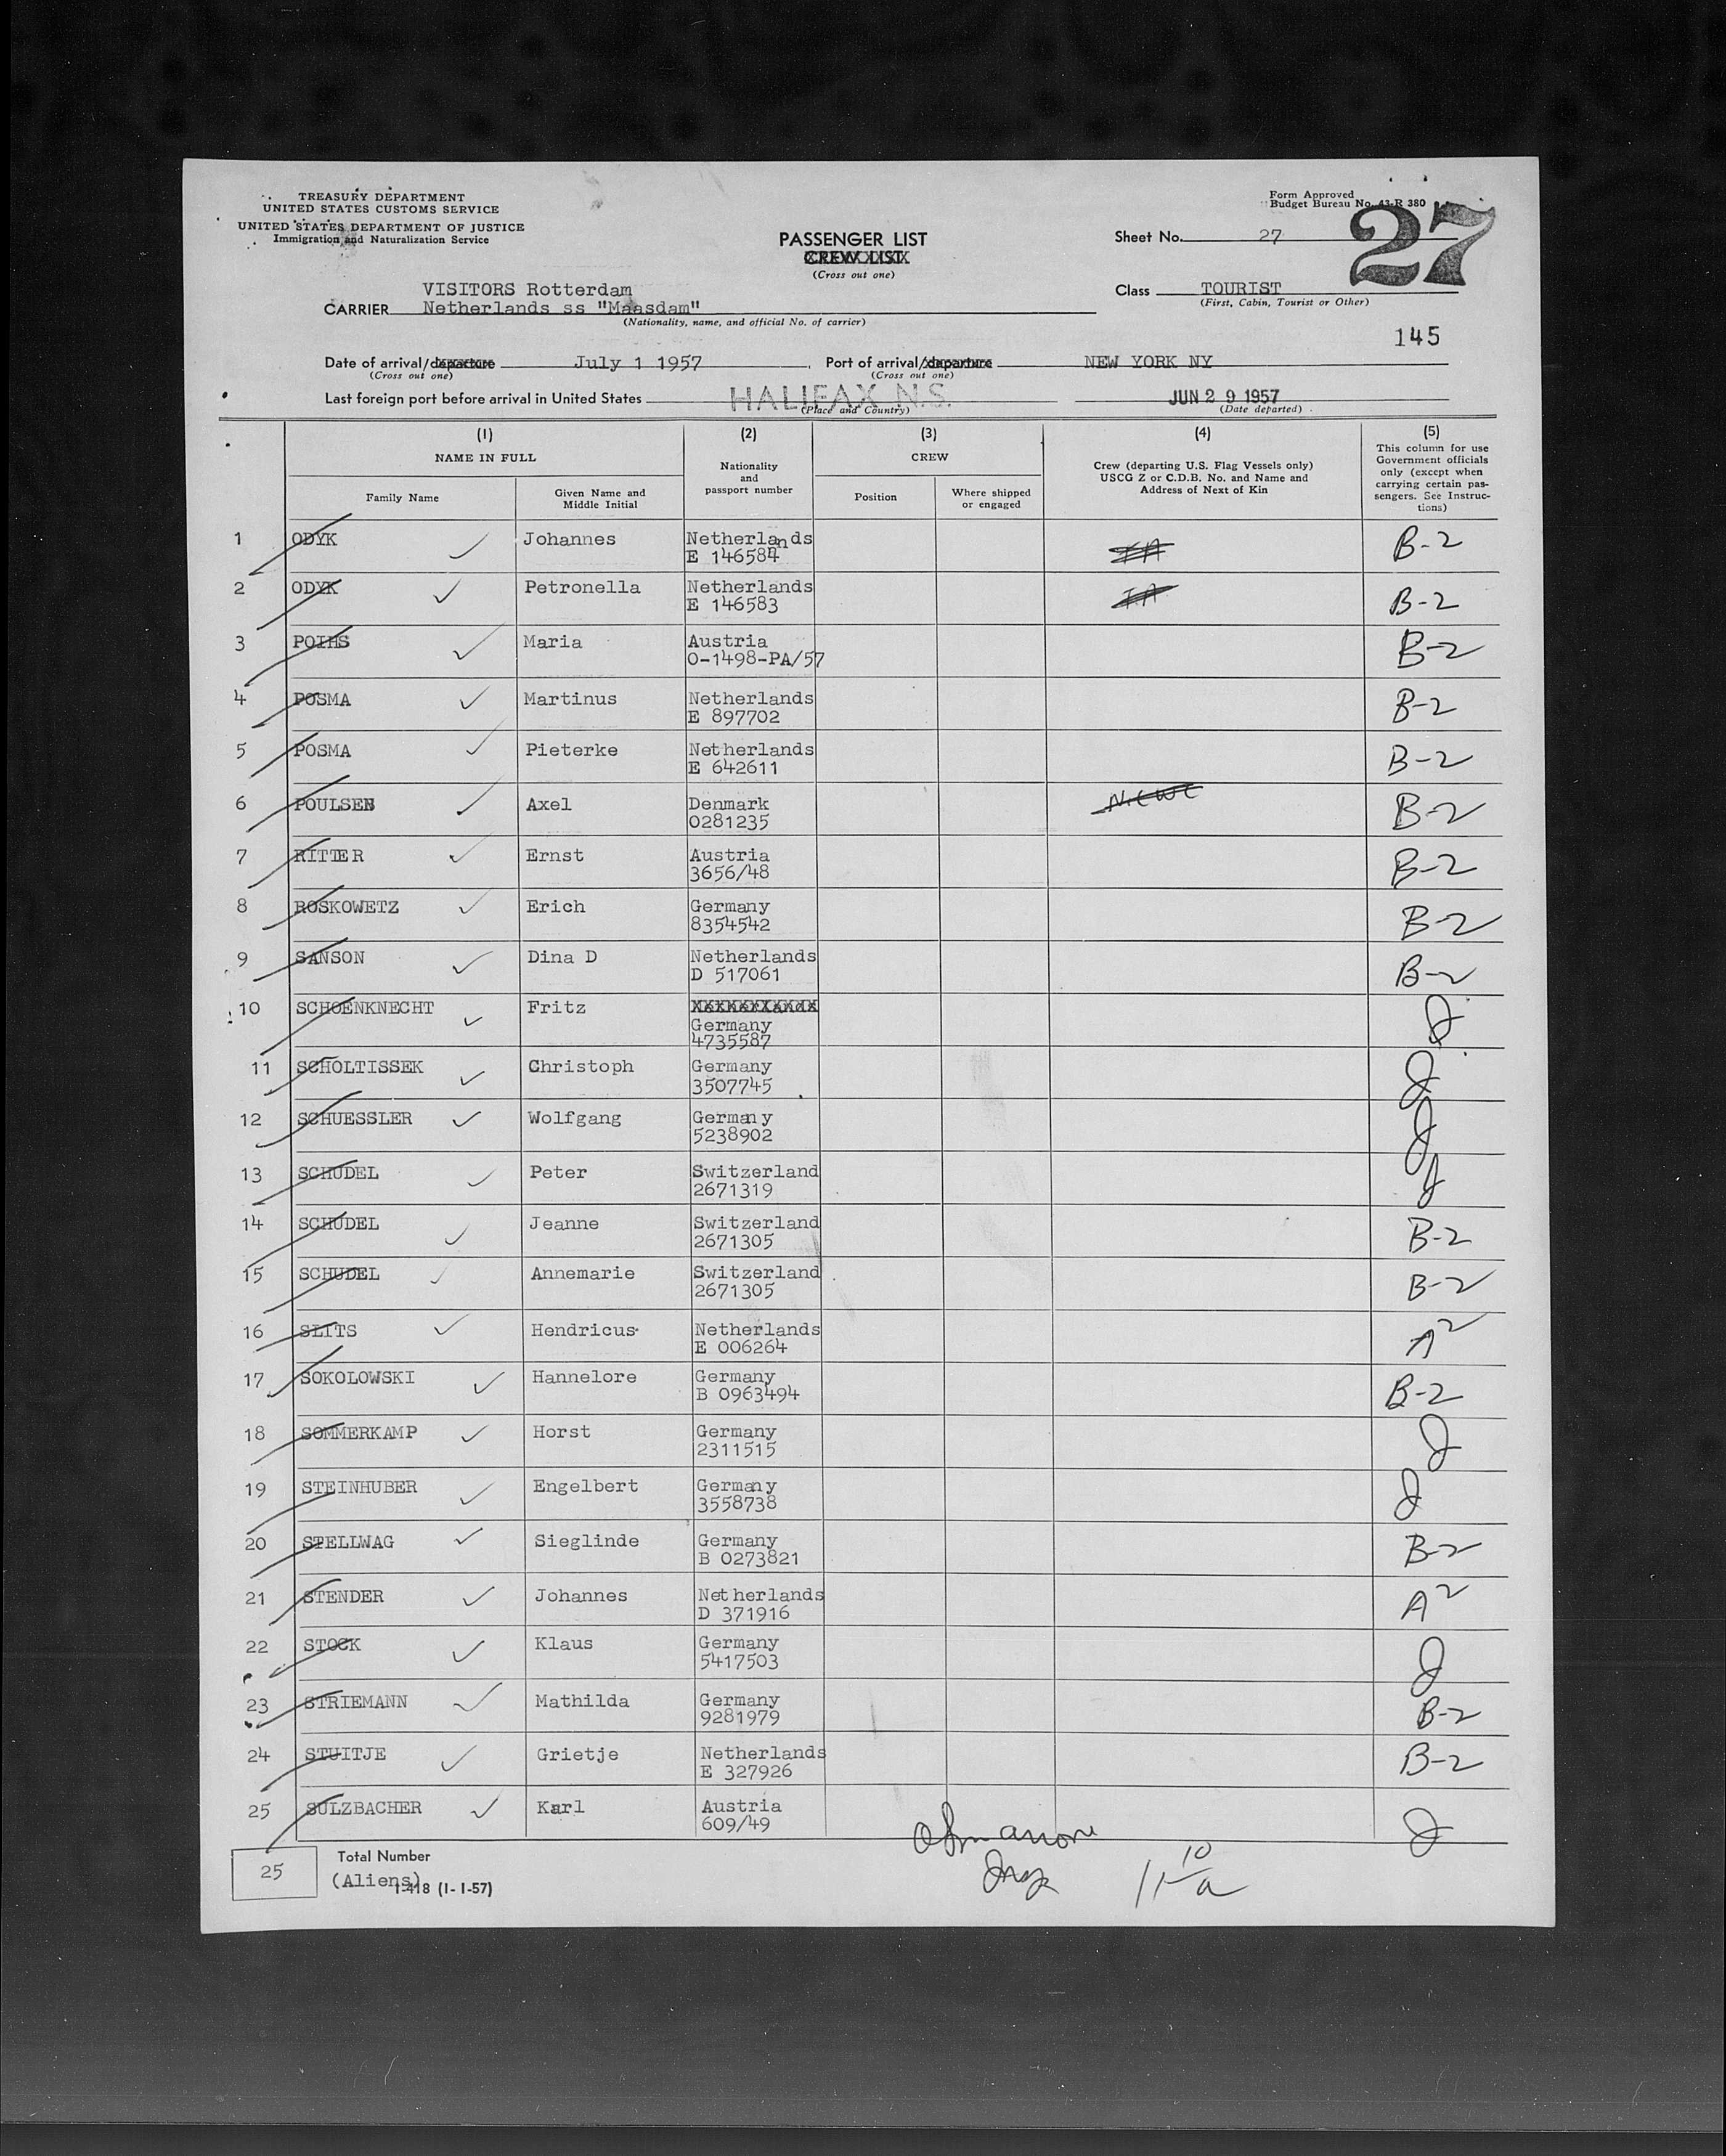 TREASURY DEPARTMENT
UNITED STATES CUSTOMS SERVICE
UNITED STATES DEPARTMENT OF JUSTICE
Immigration and Naturalization Service
Form Approved
Budget Bureau No. 43-R 380
27
PASSENGER LIST
CREW LIST
(Cross out one)
Sheet No. 27
Class TOURIST
(First, Cabin, Tourist or Other)
VISITORS Rotterdam
CARRIER Netherlands ss "Maasdam"
(Nationality, name, and official No. of carrier)
145
Date of arrival/departure July 1 1957. Port of arrival/departure NEW YORK NY
(Cross out one) (Cross out one)
Last foreign port before arrival in United States HALIFAX N.S. JUN 29 1957
(Place and Country) (Date departed)
(1) (2) (3) (4) (5)
NAME IN FULL
Family Name
Given Name and Middle Initial
Nationality and passport number
CREW
Position
Where shipped or engaged
Crew (departing U.S. Flag Vessels only)
USCG Z or C.D.B. No. and Name and
Address of Next of Kin
This column for use
Government officials
only (except when
carrying certain pas-
sengers. See Instruc-
tions)
1 ODYK Johannes Netherlands B-2
E 146584
2 ODYK Petronella Netherlands B-2
E 146583
3 POIHS Maria Austria B-2
0-1498-PA/57
4 POSMA Martinus Netherlands B-2
E 897702
5 POSMA Pieterke Netherlands B-2
E 642611
6 POULSEN Axel Denmark B-2
0281235
7 RITTER Ernst Austria B-2
3656/48
8 ROSKOWETZ Erich Germany B-2
8354542
9 SANSON Dina D Netherlands B-2
D 517061
10 SCHOENKNECHT Fritz J
Germany
4735587
11 SCHOLTISSEK Christoph Germany J
3507745
12 SCHUESSLER Wolfgang Germany J
5238902
13 SCHUDEL Peter Switzerland J
2671319
14 SCHUDEL Jeanne Switzerland B-2
2671305
15 SCHUDEL Annemarie Switzerland B-2
2671305
16 SLITS Hendricus Netherlands A2
E 006264
17 SOKOLOWSKI Hannelore Germany B-2
B 0963494
18 SOMMERKAMP Horst Germany J
2311515
19 STEINHUBER Engelbert Germany J
3558738
20 STELLWAG Sieglinde Germany B-2
B 0273821
21 STENDER Johannes Netherlands A2
D 371916
22 STOCK Klaus Germany J
5417503
23 STRIEMANN Mathilda Germany B-2
9281979
24 STUITJE Grietje Netherlands B-2
E 327926
25 SULZBACHER Karl Austria J
609/49
25 Total Number
(Aliens)
I-418 (1-1-57)